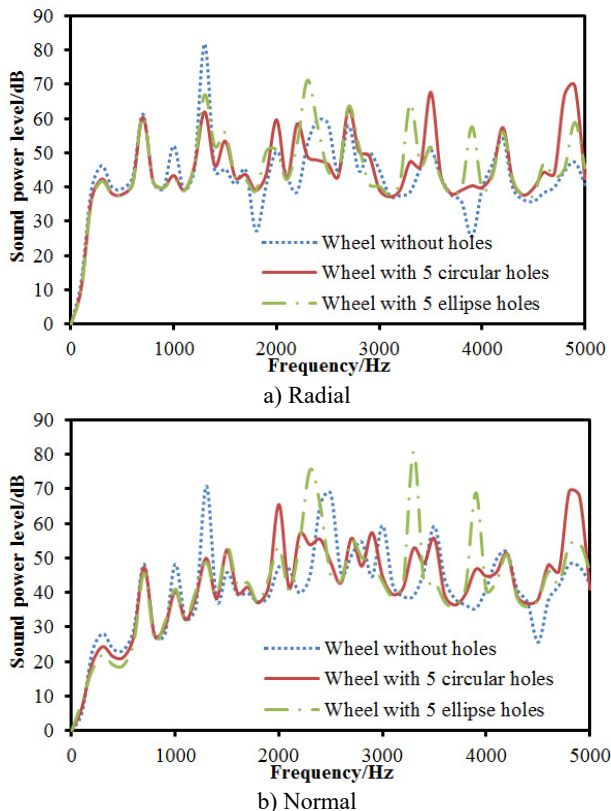 90
80
70
60
50
40
30
20
10
0
Sound power level/dB
Wheel without holes
Wheel with 5 circular holes
Wheel with 5 ellipse holes
0 1000 2000 3000 4000 5000
Frequency/Hz
a) Radial
90
80
70
60
50
40
30
20
10
0
Sound power level/dB
Wheel without holes
Wheel with 5 circular holes
Wheel with 5 ellipse holes
0 1000 2000 3000 4000 5000
Frequency/Hz
b) Normal